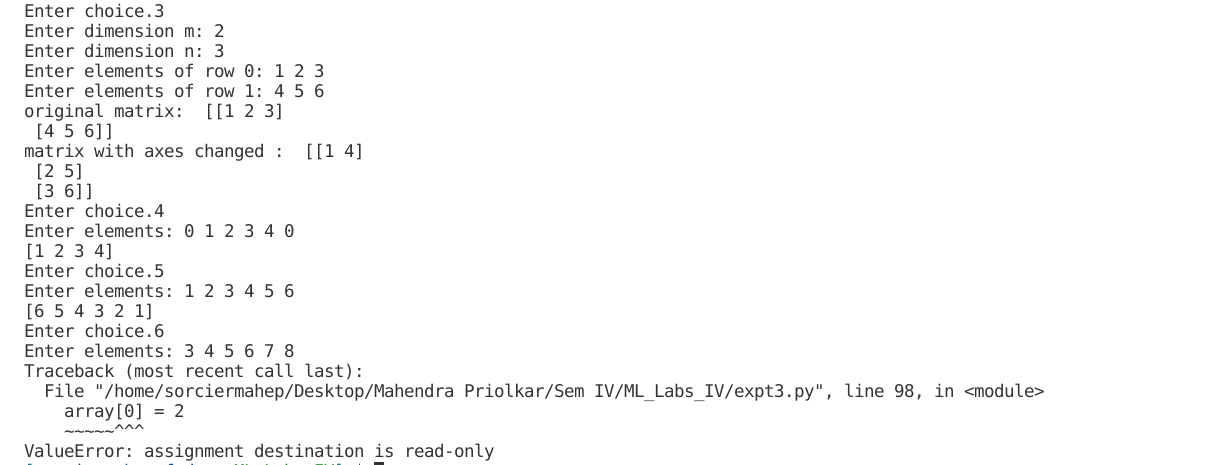 Enter choice.3
Enter dimension m: 2
Enter dimension n: 3
Enter elements of row 0: 1 2 3
Enter elements of row 1: 4 5 6
original matrix:  [[1 2 3]
 [4 5 6]]
matrix with axes changed :  [[1 4]
 [2 5]
 [3 6]]
Enter choice.4
Enter elements: 0 1 2 3 4 0
[1 2 3 4]
Enter choice.5
Enter elements: 1 2 3 4 5 6
[6 5 4 3 2 1]
Enter choice.6
Enter elements: 3 4 5 6 7 8
Traceback (most recent call last):
  File "/home/sorciermahep/Desktop/Mahendra Priolkar/Sem IV/ML_Labs_IV/expt3.py", line 98, in <module>
    array[0] = 2
    ~~~~~^^^
ValueError: assignment destination is read-only